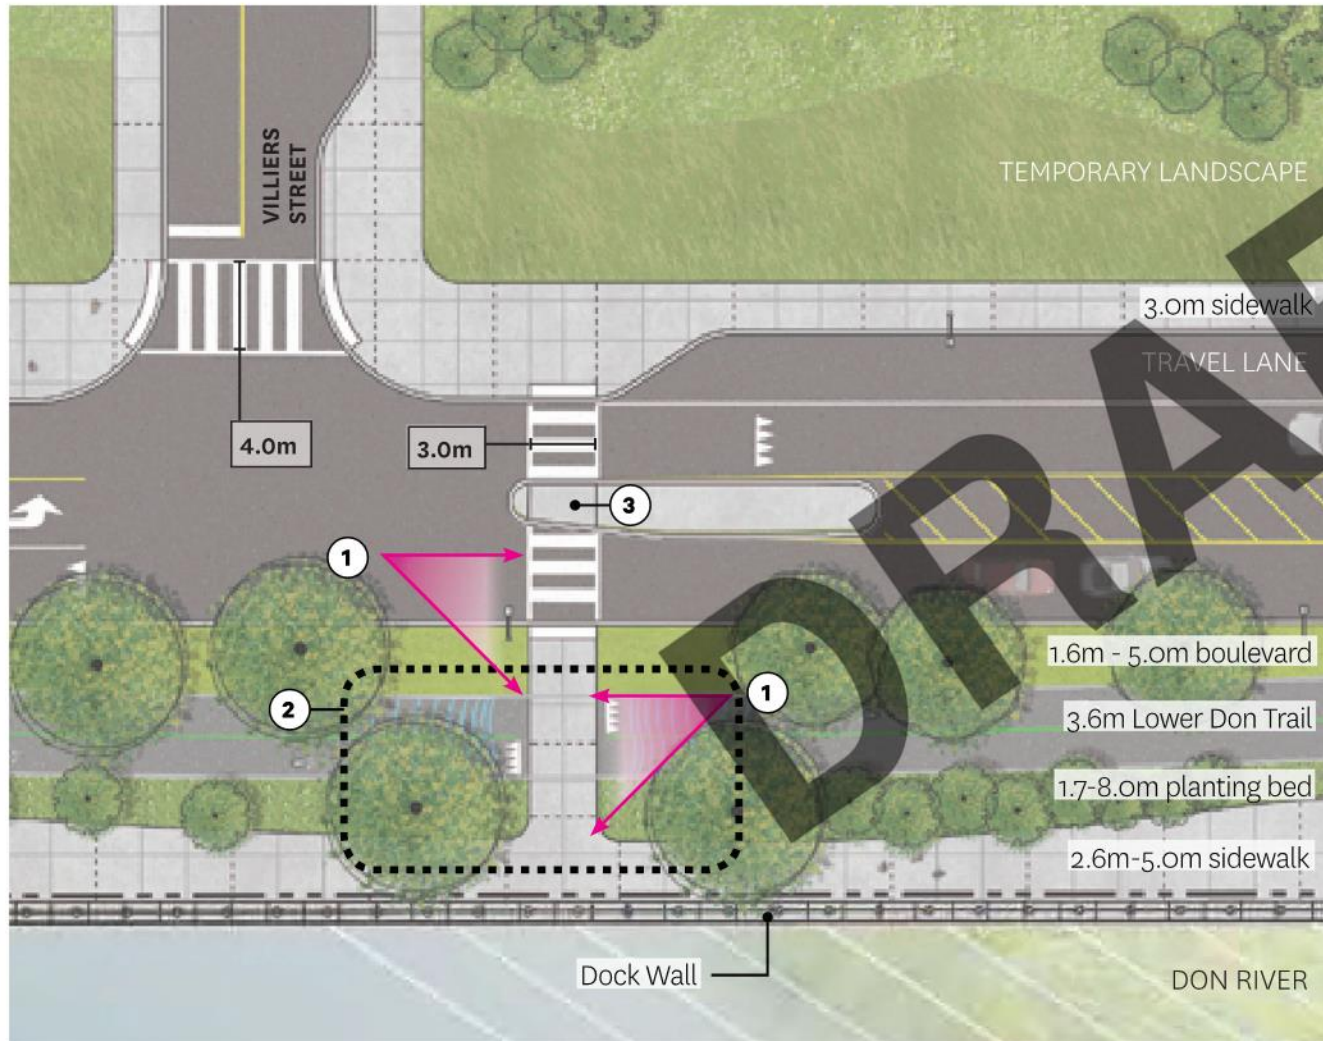 VILLIERS
STREET
TEMPORARY LANDSCAPE
3.0m sidewalk
TRAVEL LANE
4.0m
3.0m
3
1
1
1.6m - 5.0m boulevard
2
3.6m Lower Don Trail
1.7-8.0m planting bed
2.6m-5.0m sidewalk
Dock Wall
DON RIVER
DRAF